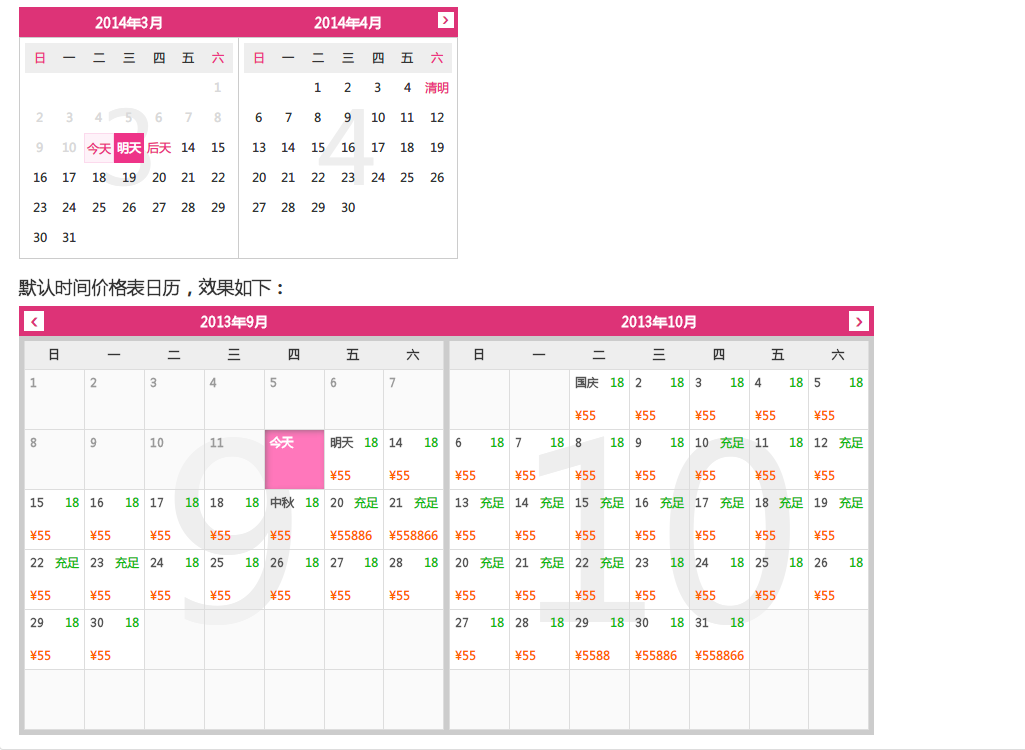 2014年3月 2014年4月
日 一 二 三 四 五 六 日 一 二 三 四 五 六
1 1 2 3 4 清明
2 3 4 5 6 7 8 6 7 8 9 10 11 12
9 10 今天 明天 后天 14 15 13 14 15 16 17 18 19
16 17 18 19 20 21 22 20 21 22 23 24 25 26
23 24 25 26 27 28 29 27 28 29 30
30 31
3 4
默认时间价格表日历，效果如下：
2013年9月 2013年10月
日 一 二 三 四 五 六 日 一 二 三 四 五 六
1 2 3 4 5 6 7 国庆 18 2 18 3 18 4 18 5 18
¥55 ¥55 ¥55 ¥55 ¥55
8 9 10 11 今天 明天 18 14 18 6 18 7 18 8 18 9 18 10 充足 11 18 12 充足
¥55 ¥55 ¥55 ¥55 ¥55 ¥55 ¥55 ¥55 ¥55
15 18 16 18 17 18 18 18 中秋 18 20 充足 21 充足 13 充足 14 充足 15 充足 16 充足 17 充足 18 充足 19 充足
¥55 ¥55 ¥55 ¥55 ¥55 ¥55886 ¥558866 ¥55 ¥55 ¥55 ¥55 ¥55 ¥55 ¥55
22 充足 23 充足 24 18 25 18 26 18 27 18 28 18 20 充足 21 充足 22 充足 23 18 24 18 25 18 26 18
¥55 ¥55 ¥55 ¥55 ¥55 ¥55 ¥55 ¥55 ¥55 ¥55 ¥55 ¥55 ¥55 ¥55
29 18 30 18 27 18 28 18 29 18 30 18 31 18
¥55 ¥55 ¥55 ¥55 ¥5588 ¥55886 ¥558866
9 10